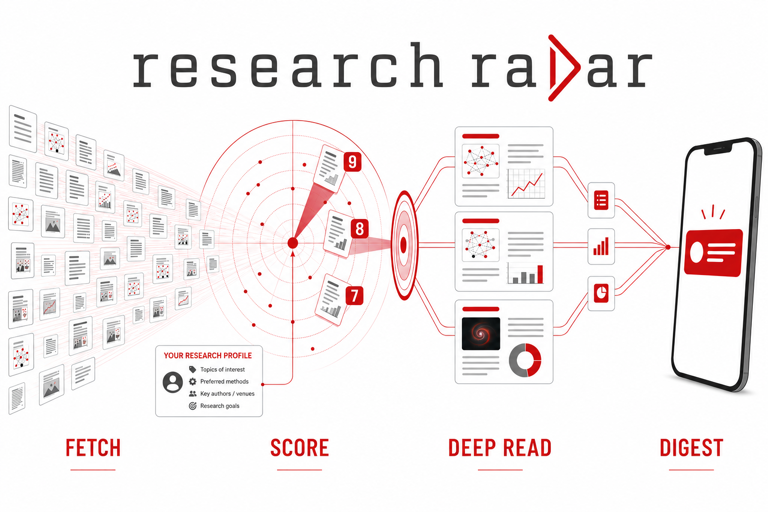 research radar
9
8
7
YOUR RESEARCH PROFILE
Topics of interest
Preferred methods
Key authors / venues
Research goals
FETCH
SCORE
DEEP READ
DIGEST